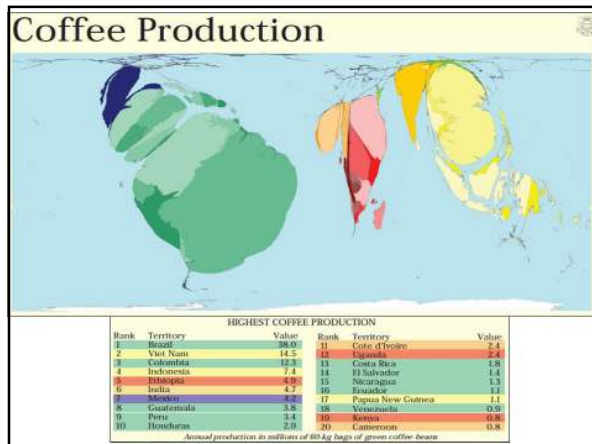 Coffee Production
HIGHEST COFFEE PRODUCTION
Rank Territory Value
1 Brazil 38.0
2 Viet Nam 14.5
3 Colombia 12.3
4 Indonesia 7.4
5 Ethiopia 4.9
6 India 4.7
7 Mexico 4.2
8 Guatemala 3.8
9 Peru 3.4
10 Honduras 2.9
Rank Territory Value
11 Cote d'Ivoire 2.4
12 Uganda 2.4
13 Costa Rica 1.8
14 El Salvador 1.4
15 Nicaragua 1.3
16 Ecuador 1.1
17 Papua New Guinea 1.1
18 Venezuela 0.9
19 Kenya 0.8
20 Cameroon 0.8
Annual production in millions of 60-kg bags of green coffee beans